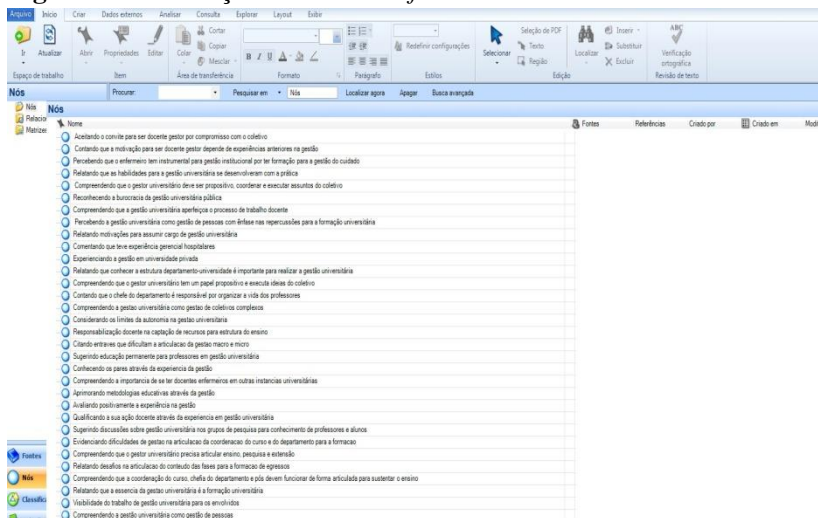 Arquivo Início Criar Dados externos Analisar Consulta Explorar Layout Exibir
Ir Atualizar Abrir Propriedades Editar Colar Cortar Copiar Mesclar Redefinir configurações Selecionar Seleção de PDF Texto Região Localizar Inserir Substituir Excluir Verificação ortográfica
Espaço de trabalho Item Área de transferência Formato Parágrafo Estilos Edição Revisão de texto
Nós Procurar: Pesquisar em Nós Localizar agora Apagar Busca avançada
Nós
Relacio
Matrizes
Nós
Nome Fontes Referências Criado por Criado em Modi
Aceitando o convite para ser docente gestor por compromisso com o coletivo
Contando que a motivação para ser docente gestor depende de experiências anteriores na gestão
Percebendo que o enfermeiro tem instrumental para gestão institucional por ter formação para a gestão do cuidado
Relatando que as habilidades para a gestão universitária se desenvolveram com a prática
Compreendendo que o gestor universitário deve ser propositivo, coordenar e executar assuntos do coletivo
Reconhecendo a burocracia da gestão universitária pública
Compreendendo que a gestão universitária aperfeiçoa o processo de trabalho docente
Percebendo a gestão universitária como gestão de pessoas com ênfase nas repercussões para a formação universitária
Relatando motivações para assumir cargo de gestão universitária
Comentando que teve experiência gerencial hospitalares
Experienciando a gestão em universidade privada
Relatando que conhecer a estrutura departamento-universidade é importante para realizar a gestão universitária
Compreendendo que o gestor universitário tem um papel propositivo e executa ideias do coletivo
Contando que o chefe do departamento é responsável por organizar a vida dos professores
Compreendendo a gestao universitária como gestao de coletivos complexos
Considerando os limites da autonomia na gestao universitaria
Responsabilização docente na captação de recursos para estrutura do ensino
Citando entraves que dificultam a articulacao da gestao macro e micro
Sugerindo educação permanente para professores em gestão universitária
Conhecendo os pares através da experiencia da gestão
Compreendendo a importancia de se ter docentes enfermeiros em outras instancias universitárias
Aprimorando metodologias educativas através da gestão
Avaliando positivamente a experiência na gestão
Qualificando a sua ação docente através da experiencia em gestão universitária
Sugerindo discussões sobre gestão universitária nos grupos de pesquisa para conhecimento de professores e alunos
Evidenciando dificuldades de gestao na articulacao da coordenacao do curso e do departamento para a formacao
Compreendendo que o gestor universitário precisa articular ensino, pesquisa e extensão
Relatando desafios na articulacao do conteudo das fases para a formacao de egressos
Compreendendo que a coordenação do curso, chefia do departamento e pós devem funcionar de forma articulada para sustentar o ensino
Relatando que a essencia da gestao universitária é a formação universitária
Visibilidade do trabalho de gestão universitária para os envolvidos
Compreendendo a gestão universitária como gestão de pessoas
Fontes
Nós
Classific